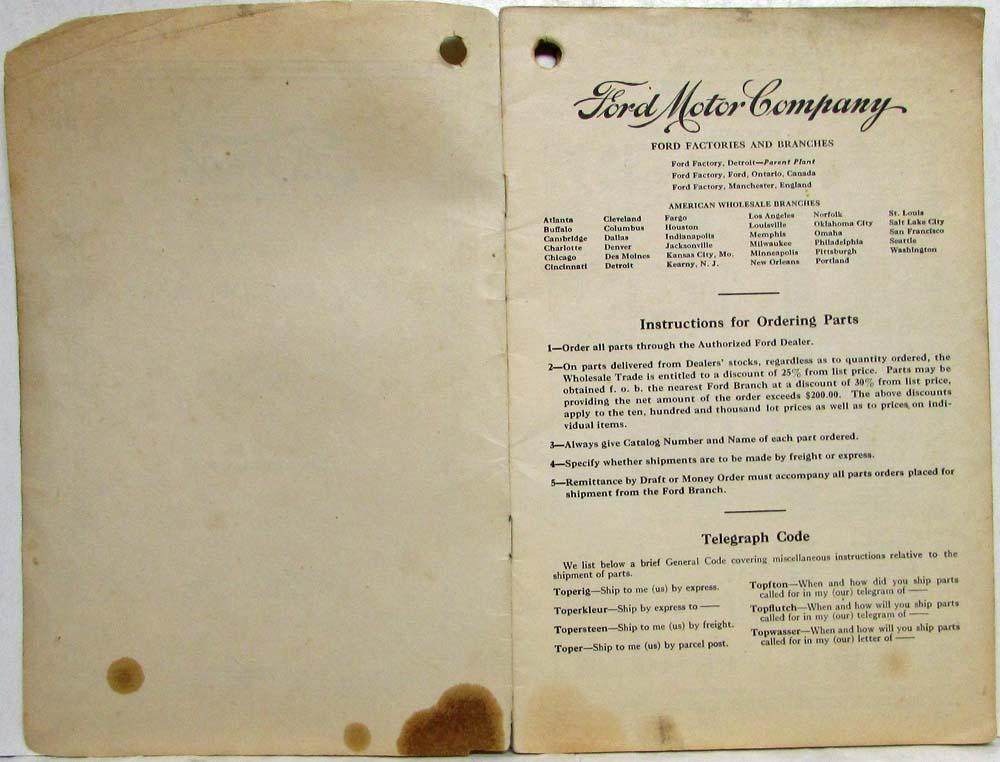 Ford Motor Company
FORD FACTORIES AND BRANCHES
Ford Factory, Detroit—Parent Plant
Ford Factory, Ford, Ontario, Canada
Ford Factory, Manchester, England
AMERICAN WHOLESALE BRANCHES
Atlanta Cleveland Fargo Los Angeles Norfolk St. Louis
Buffalo Columbus Houston Louisville Oklahoma City Salt Lake City
Cambridge Dallas Indianapolis Memphis Omaha San Francisco
Charlotte Denver Jacksonville Milwaukee Philadelphia Seattle
Chicago Des Moines Kansas City, Mo. Minneapolis Pittsburgh Washington
Cincinnati Detroit Kearny, N. J. New Orleans Portland
Instructions for Ordering Parts
1—Order all parts through the Authorized Ford Dealer.
2—On parts delivered from Dealers' stocks, regardless as to quantity ordered, the
Wholesale Trade is entitled to a discount of 25% from list price. Parts may be
obtained f. o. b. the nearest Ford Branch at a discount of 30% from list price,
providing the net amount of the order exceeds $200.00. The above discounts
apply to the ten, hundred and thousand lot prices as well as to prices on indi-
vidual items.
3—Always give Catalog Number and Name of each part ordered.
4—Specify whether shipments are to be made by freight or express.
5—Remittance by Draft or Money Order must accompany all parts orders placed for
shipment from the Ford Branch.
Telegraph Code
We list below a brief General Code covering miscellaneous instructions relative to the
shipment of parts.
Toperig—Ship to me (us) by express.
Toperkleur—Ship by express to ——
Topersteen—Ship to me (us) by freight.
Toper—Ship to me (us) by parcel post.
Topfton—When and how did you ship parts
called for in my (our) telegram of ——
Topflutch—When and how will you ship parts
called for in my (our) telegram of ——
Topwasser—When and how will you ship parts
called for in my (our) letter of ——